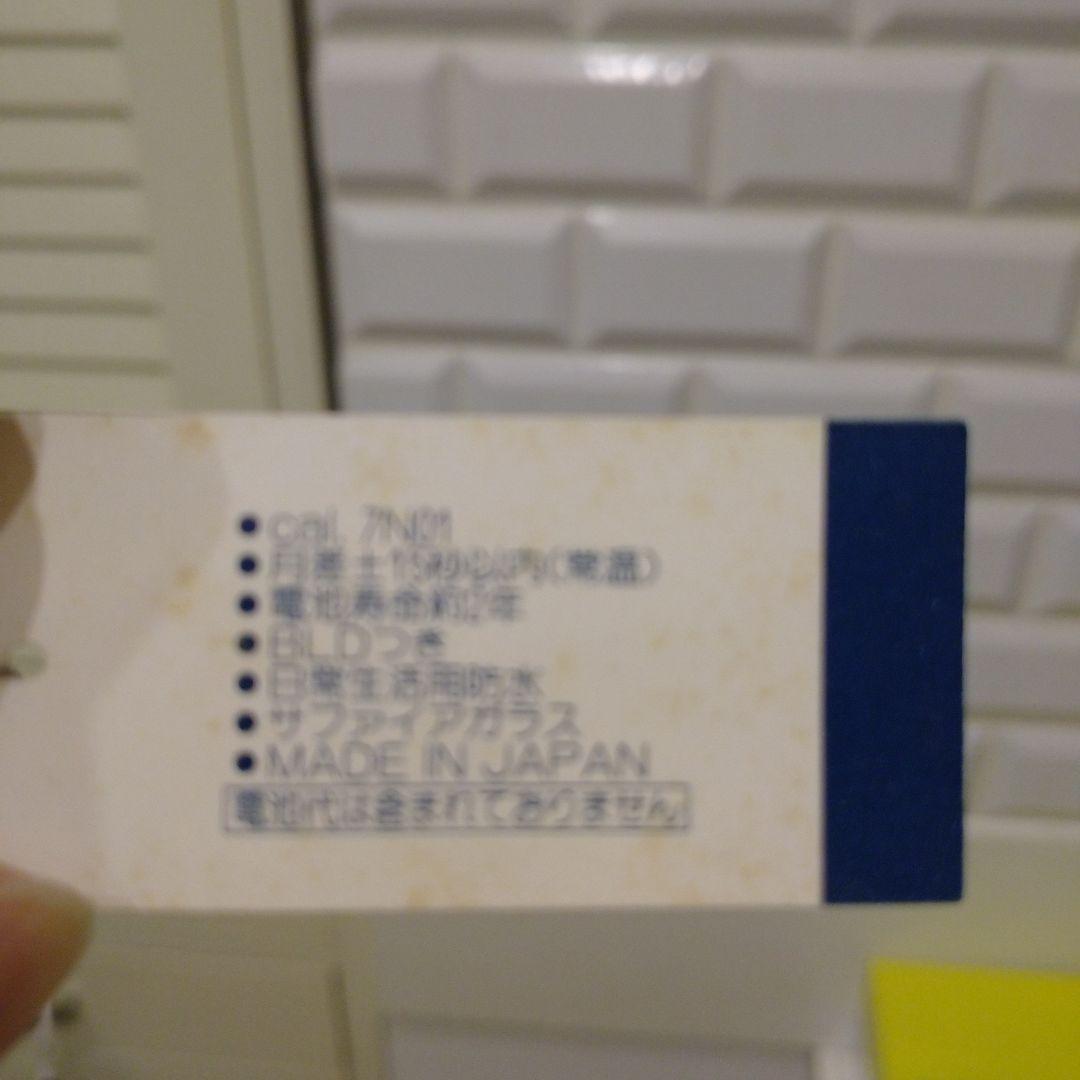 ●cal. 7N01
●月差±15秒以内(常温)
●電池寿命約2年
●BLDつき
●日常生活用防水
●サファイアガラス
●MADE IN JAPAN
電池代は含まれておりません